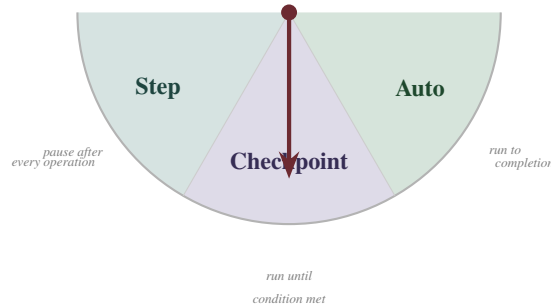 Step
Auto
Checkpoint
pause after
every operation
run to
completion
run until
condition met